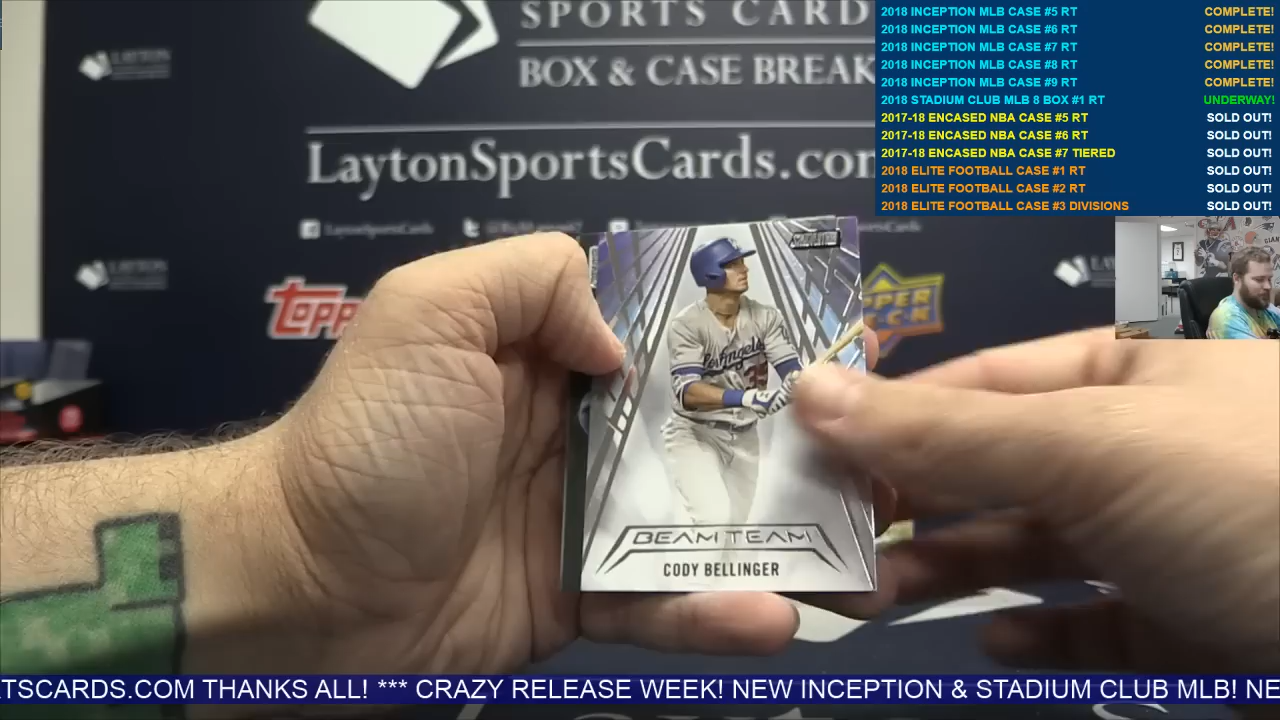 SPORTS CARD
BOX & CASE BREAK
LaytonSportsCards.com
LaytonSportsCards
TOPP
UPPER
DECK
LAYTON
BEAM TEAM
CODY BELLINGER
Los Angeles
35
2018 INCEPTION MLB CASE #5 RT COMPLETE!
2018 INCEPTION MLB CASE #6 RT COMPLETE!
2018 INCEPTION MLB CASE #7 RT COMPLETE!
2018 INCEPTION MLB CASE #8 RT COMPLETE!
2018 INCEPTION MLB CASE #9 RT COMPLETE!
2018 STADIUM CLUB MLB 8 BOX #1 RT UNDERWAY!
2017-18 ENCASED NBA CASE #5 RT SOLD OUT!
2017-18 ENCASED NBA CASE #6 RT SOLD OUT!
2017-18 ENCASED NBA CASE #7 TIERED SOLD OUT!
2018 ELITE FOOTBALL CASE #1 RT SOLD OUT!
2018 ELITE FOOTBALL CASE #2 RT SOLD OUT!
2018 ELITE FOOTBALL CASE #3 DIVISIONS SOLD OUT!
RTSCARDS.COM THANKS ALL! *** CRAZY RELEASE WEEK! NEW INCEPTION & STADIUM CLUB MLB! NE